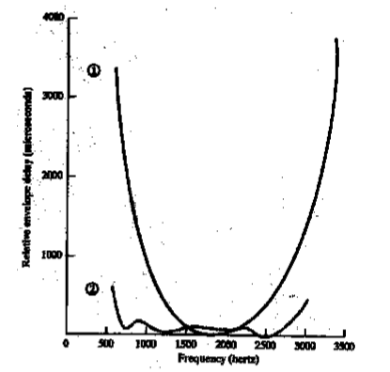 4000
①
3000
2000
1000
②
0 500 1000 1500 2000 2500 3000 3500
Relative envelope delay (microseconds)
Frequency (hertz)